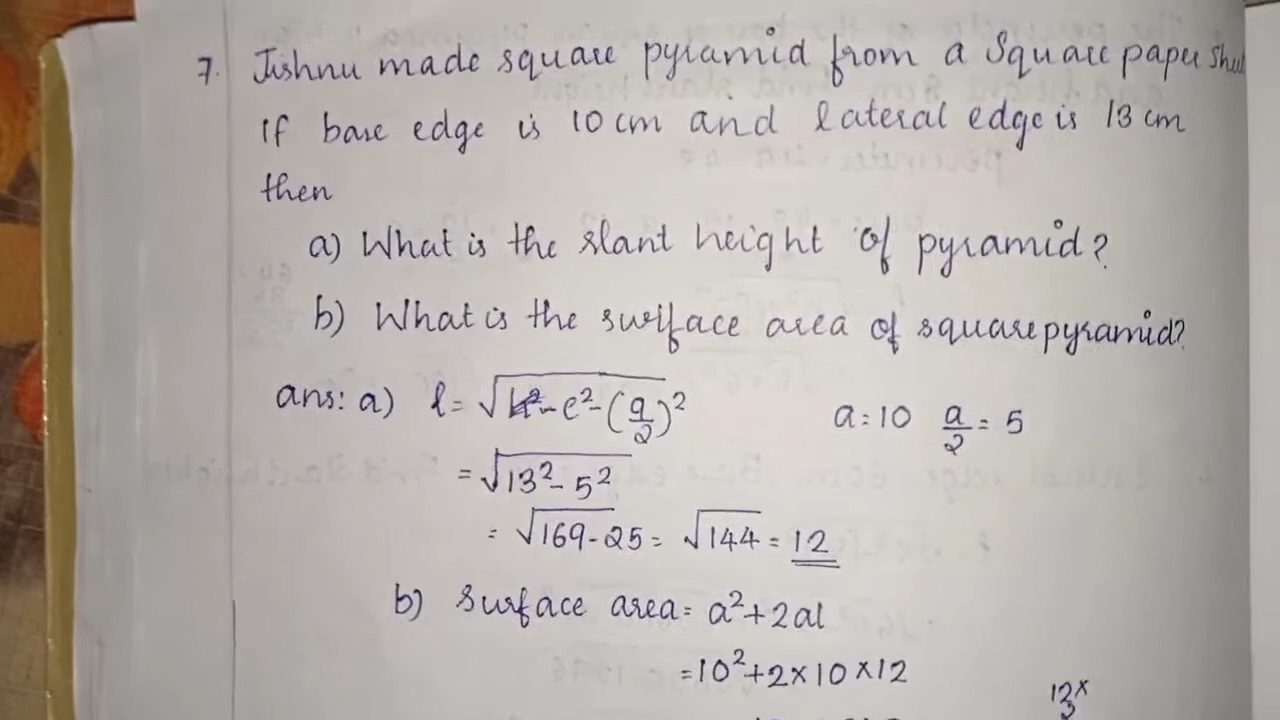 7. Jishnu made square pyramid from a Square paper
If base edge is 10 cm and lateral edge is 13 cm
then
a) What is the slant height of pyramid?
b) What is the surface area of square pyramid?
ans: a) l = √e² - (a/2)² a = 10 a/2 = 5
= √13² - 5²
= √169 - 25 = √144 = 12
b) Surface area = a² + 2al
= 10² + 2 × 10 × 12